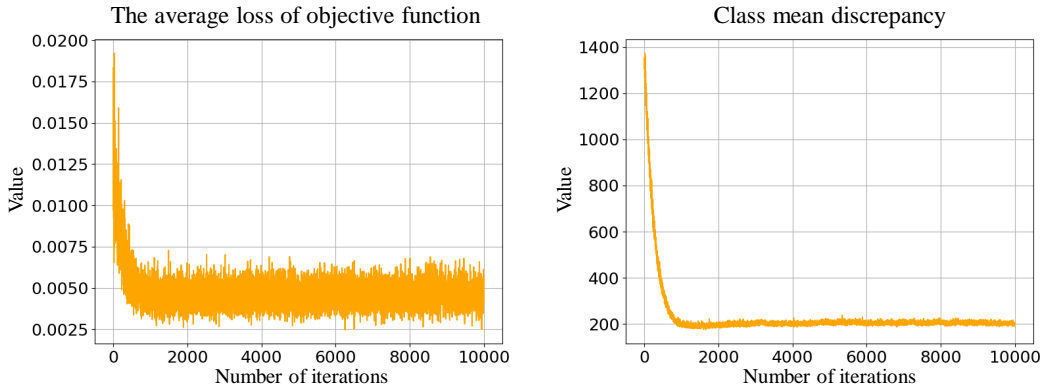 The average loss of objective function
0.0200
0.0175
0.0150
0.0125
0.0100
0.0075
0.0050
0.0025
Value
0 2000 4000 6000 8000 10000
Number of iterations
Class mean discrepancy
1400
1200
1000
800
600
400
200
Value
0 2000 4000 6000 8000 10000
Number of iterations